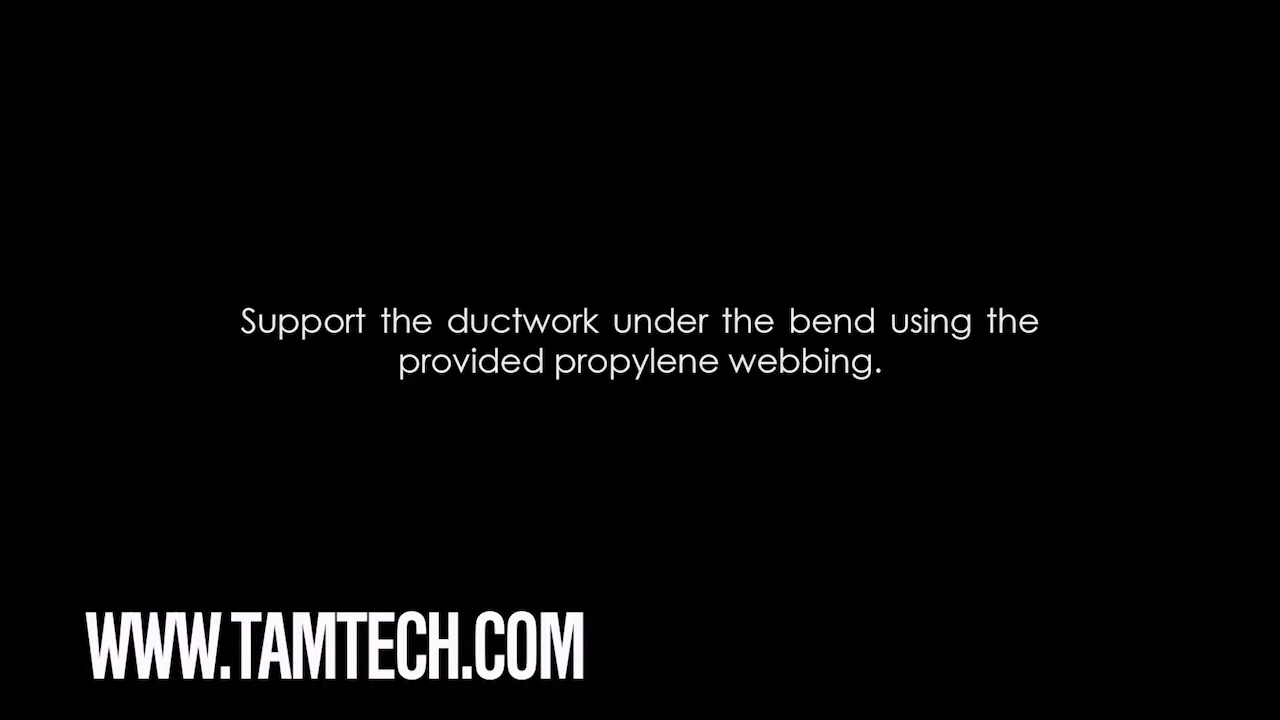 Support the ductwork under the bend using the
provided propylene webbing.
WWW.TAMTECH.COM